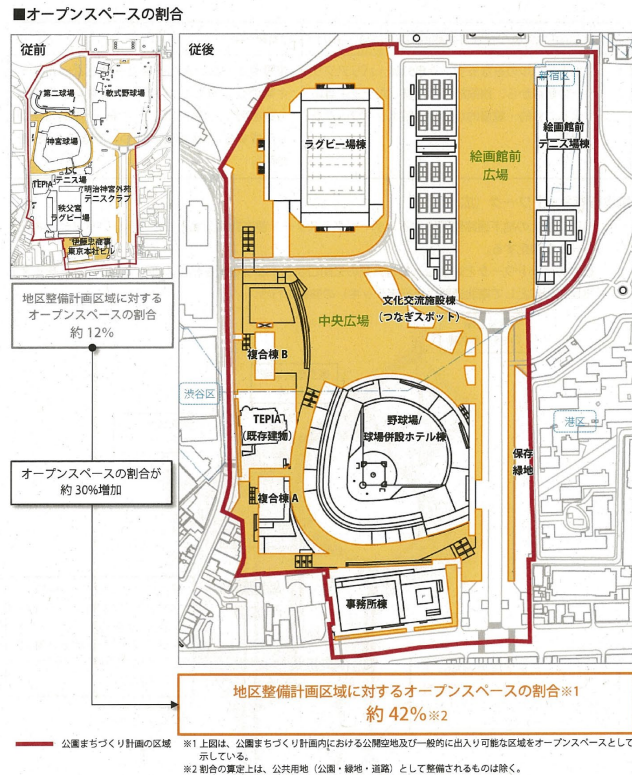 ■オープンスペースの割合
従前
第二球場
軟式野球場
神宮球場
JSC
テニス場
TEPIA
明治神宮外苑
テニスクラブ
秩父宮
ラグビー場
伊藤忠商事
東京本社ビル
地区整備計画区域に対する
オープンスペースの割合
約 12%
オープンスペースの割合が
約 30%増加
従後
新宿区
ラグビー場棟
絵画館前
広場
絵画館前
テニス場棟
文化交流施設棟
(つなぎスポット)
中央広場
複合棟 B
渋谷区
TEPIA
(既存建物)
野球場/
球場併設ホテル棟
港区
保存
緑地
複合棟 A
事務所棟
地区整備計画区域に対するオープンスペースの割合※1
約 42%※2
公園まちづくり計画の区域
※1 上図は、公園まちづくり計画内における公開空地及び一般的に出入り可能な区域をオープンスペースとして
示している。
※2 割合の算定上は、公共用地（公園・緑地・道路）として整備されるものは除く。